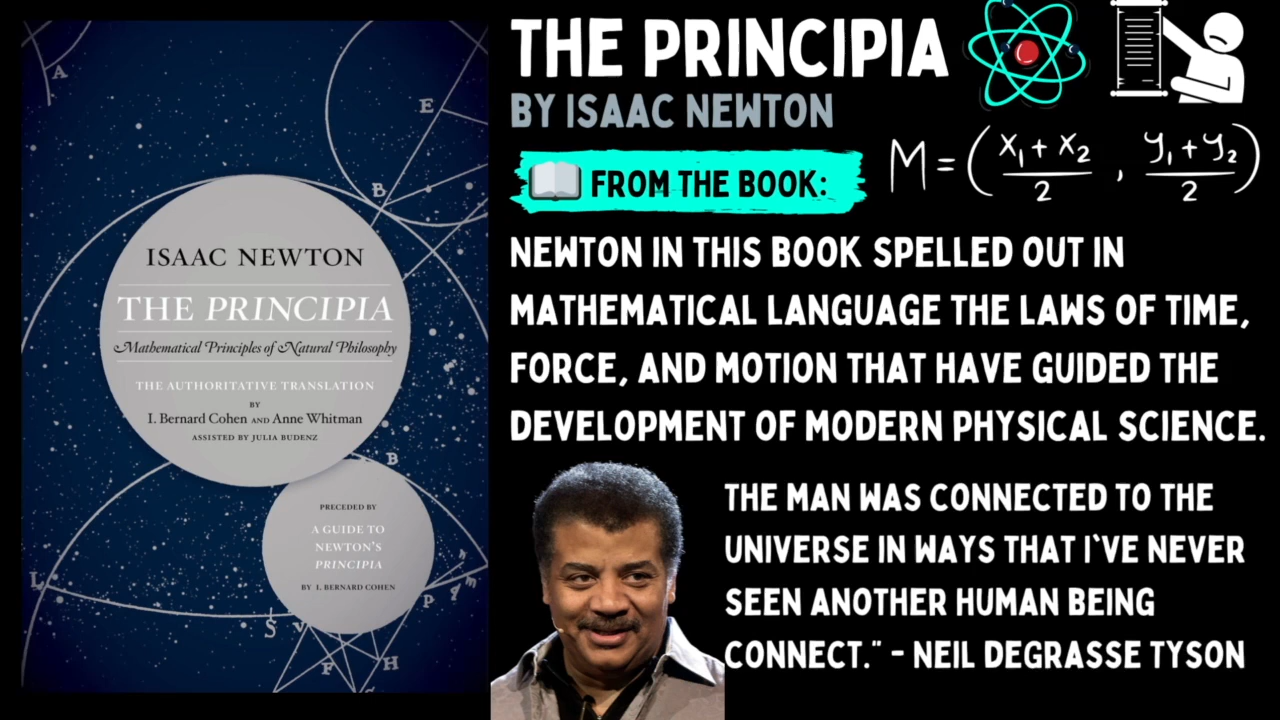 THE PRINCIPIA
BY ISAAC NEWTON
M = (x₁ + x₂ / 2 , y₁ + y₂ / 2)
FROM THE BOOK:
NEWTON IN THIS BOOK SPELLED OUT IN
MATHEMATICAL LANGUAGE THE LAWS OF TIME,
FORCE, AND MOTION THAT HAVE GUIDED THE
DEVELOPMENT OF MODERN PHYSICAL SCIENCE.
THE MAN WAS CONNECTED TO THE
UNIVERSE IN WAYS THAT I`VE NEVER
SEEN ANOTHER HUMAN BEING
CONNECT." - NEIL DEGRASSE TYSON
A
E
B
ISAAC NEWTON
THE PRINCIPIA
Mathematical Principles of Natural Philosophy
THE AUTHORITATIVE TRANSLATION
BY
I. Bernard Cohen AND Anne Whitman
ASSISTED BY JULIA BUDENZ
B
PRECEDED BY
A GUIDE TO
NEWTON'S
PRINCIPIA
BY I. BERNARD COHEN
L
P
S
V
F
H